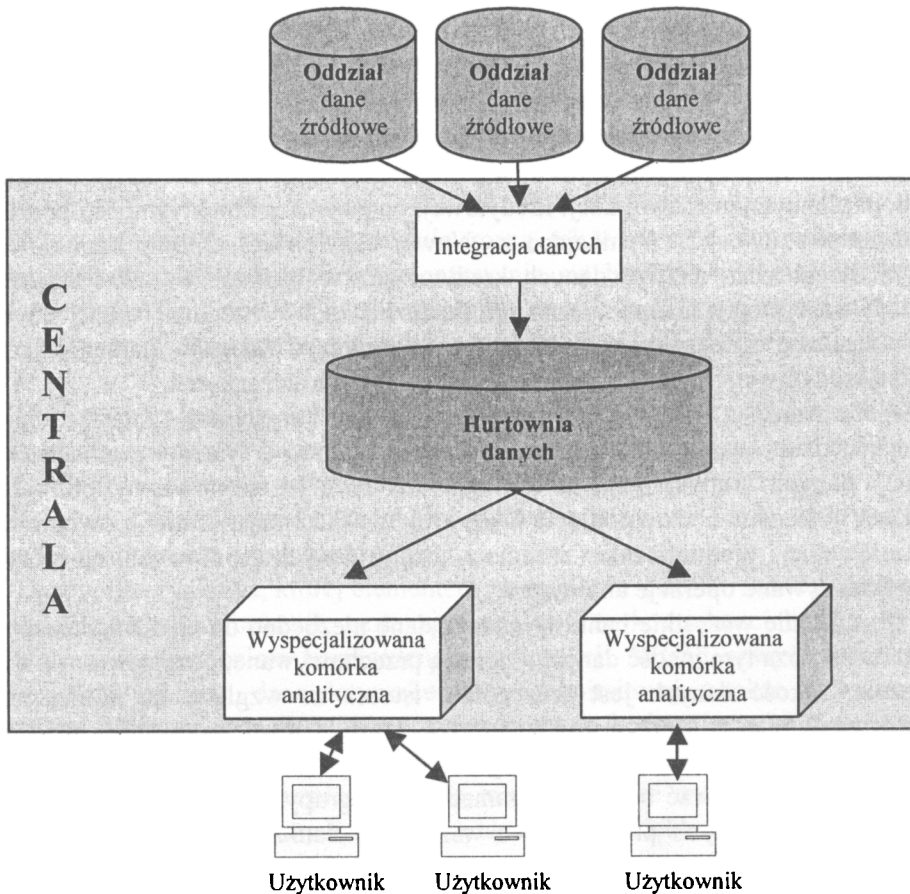 Oddział
dane
źródłowe
Oddział
dane
źródłowe
Oddział
dane
źródłowe
Integracja danych
CENTRALA
Hurtownia
danych
Wyspecjalizowana
komórka
analityczna
Wyspecjalizowana
komórka
analityczna
Użytkownik
Użytkownik
Użytkownik